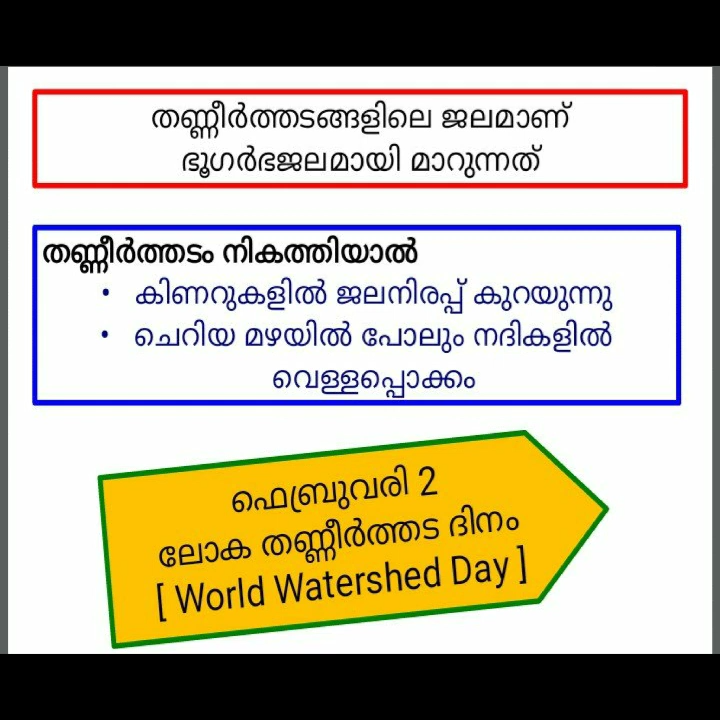 തണ്ണീർത്തടങ്ങളിലെ ജലമാണ്
ഭൂഗർഭജലമായി മാറുന്നത്
തണ്ണീർത്തടം നികത്തിയാൽ
• കിണറുകളിൽ ജലനിരപ്പ് കുറയുന്നു
• ചെറിയ മഴയിൽ പോലും നദികളിൽ
വെള്ളപ്പൊക്കം
ഫെബ്രുവരി 2
ലോക തണ്ണീർത്തട ദിനം
[ World Watershed Day ]